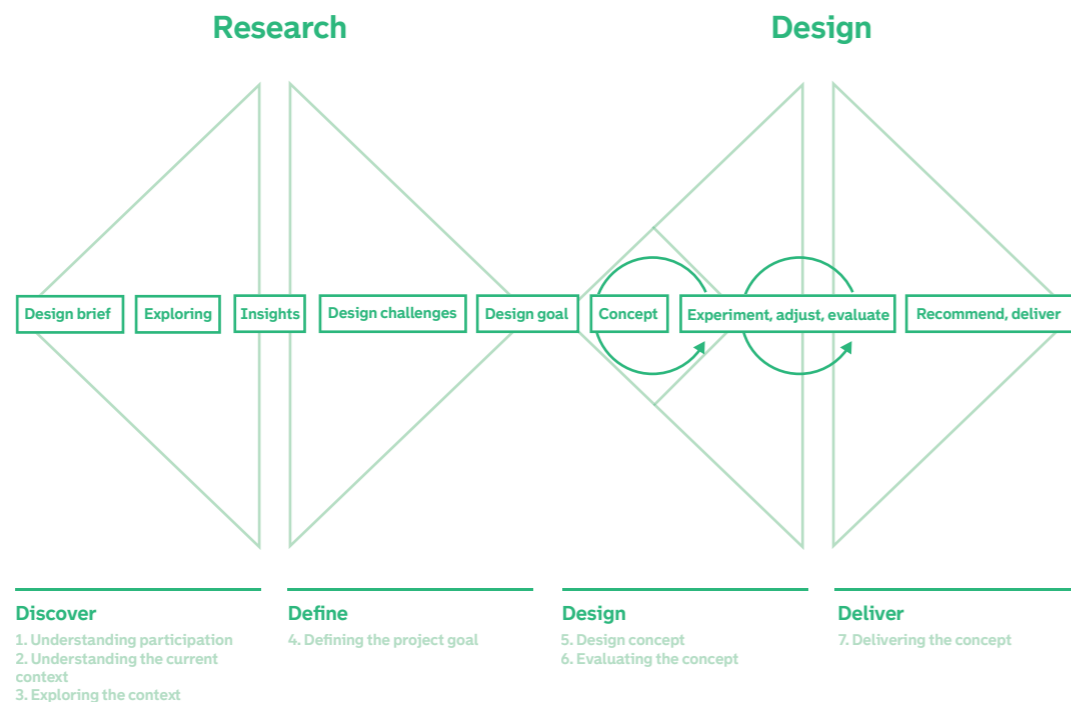 Research
Design
Design brief
Exploring
Insights
Design challenges
Design goal
Concept
Experiment, adjust, evaluate
Recommend, deliver
Discover
1. Understanding participation
2. Understanding the current
context
3. Exploring the context
Define
4. Defining the project goal
Design
5. Design concept
6. Evaluating the concept
Deliver
7. Delivering the concept